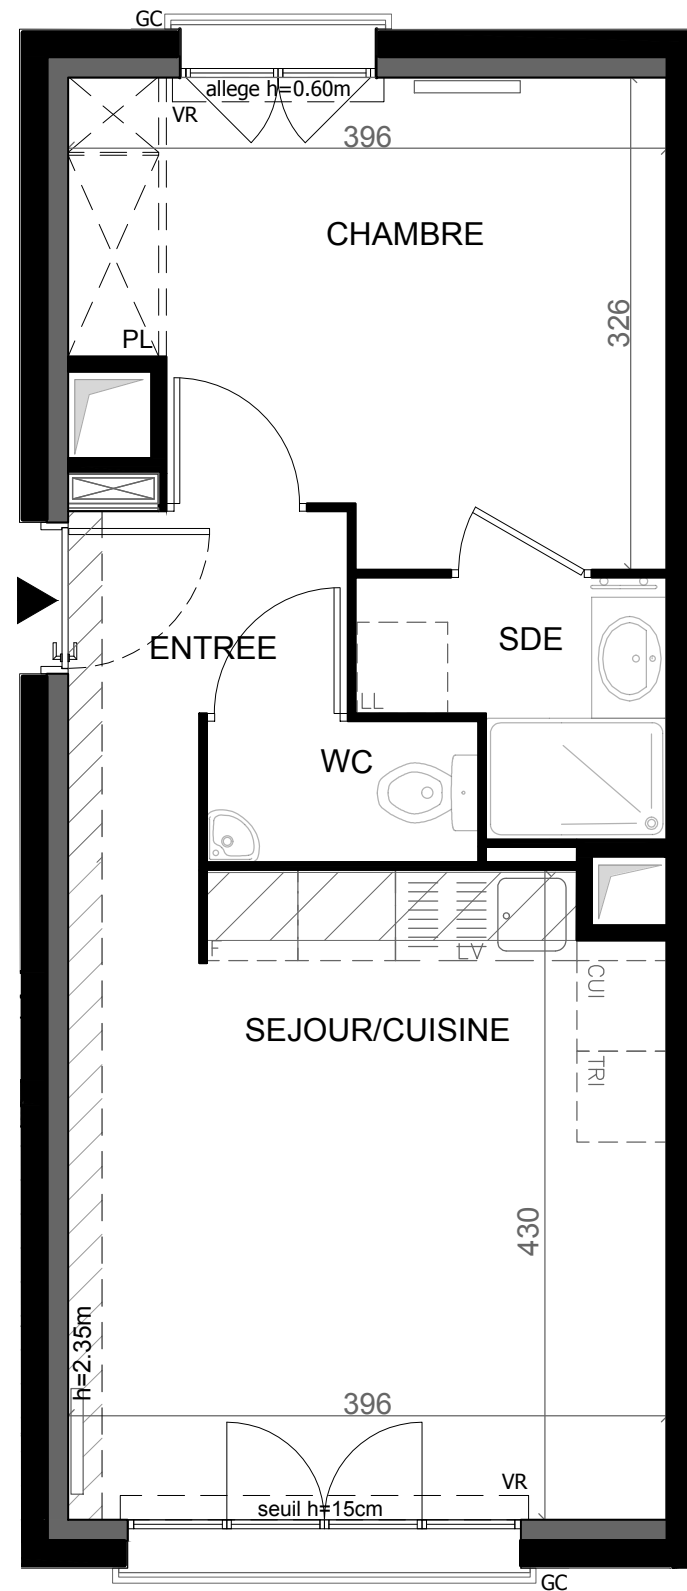 GC
allege h=0.60m
VR
396
CHAMBRE
326
PL
ENTREE
SDE
LL
WC
F
LV
CUI
SEJOUR/CUISINE
TRI
430
h=2.35m
396
VR
seuil h=15cm
GC